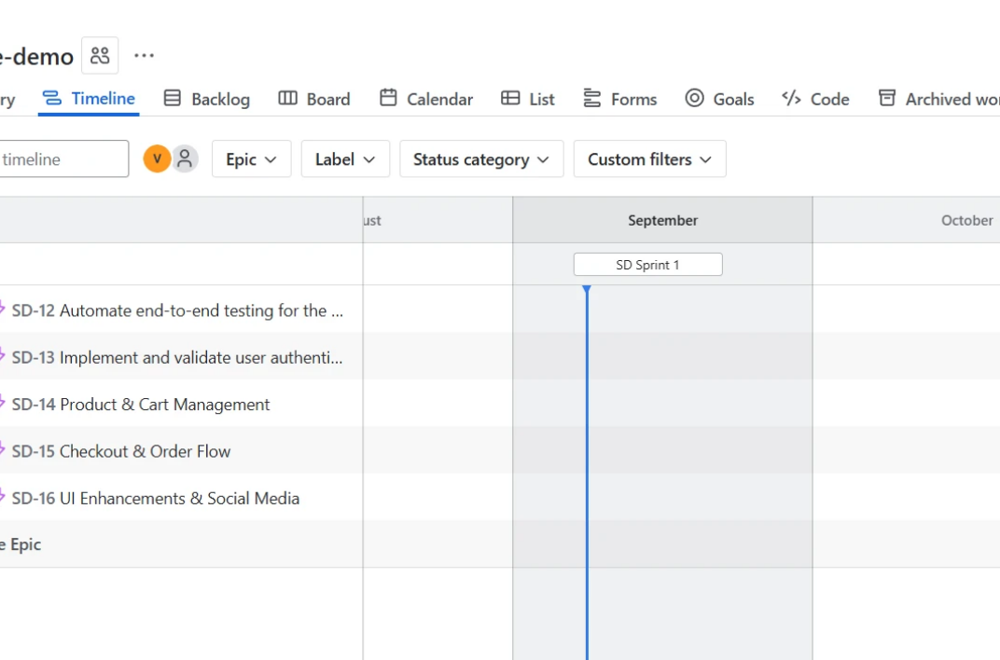 e-demo
ry Timeline Backlog Board Calendar List Forms Goals Code Archived wor
timeline V Epic Label Status category Custom filters
ust September October
SD Sprint 1
SD-12 Automate end-to-end testing for the ...
SD-13 Implement and validate user authenti...
SD-14 Product & Cart Management
SD-15 Checkout & Order Flow
SD-16 UI Enhancements & Social Media
e Epic